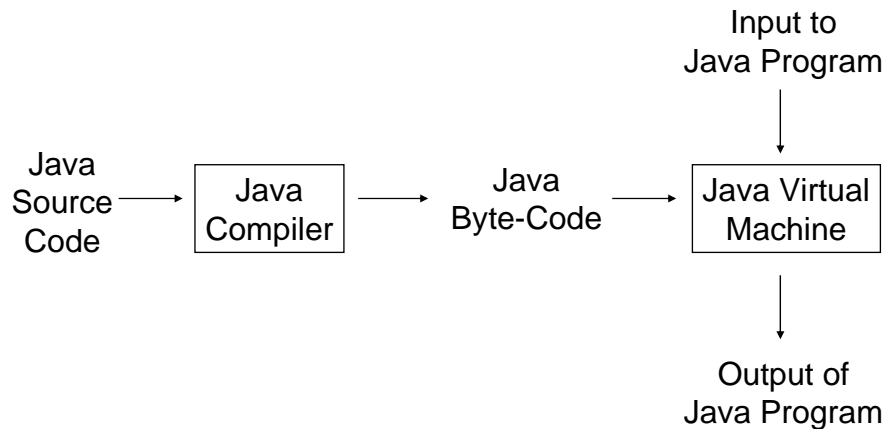 Input to
Java Program
Java
Source
Code
Java
Compiler
Java
Byte-Code
Java Virtual
Machine
Output of
Java Program